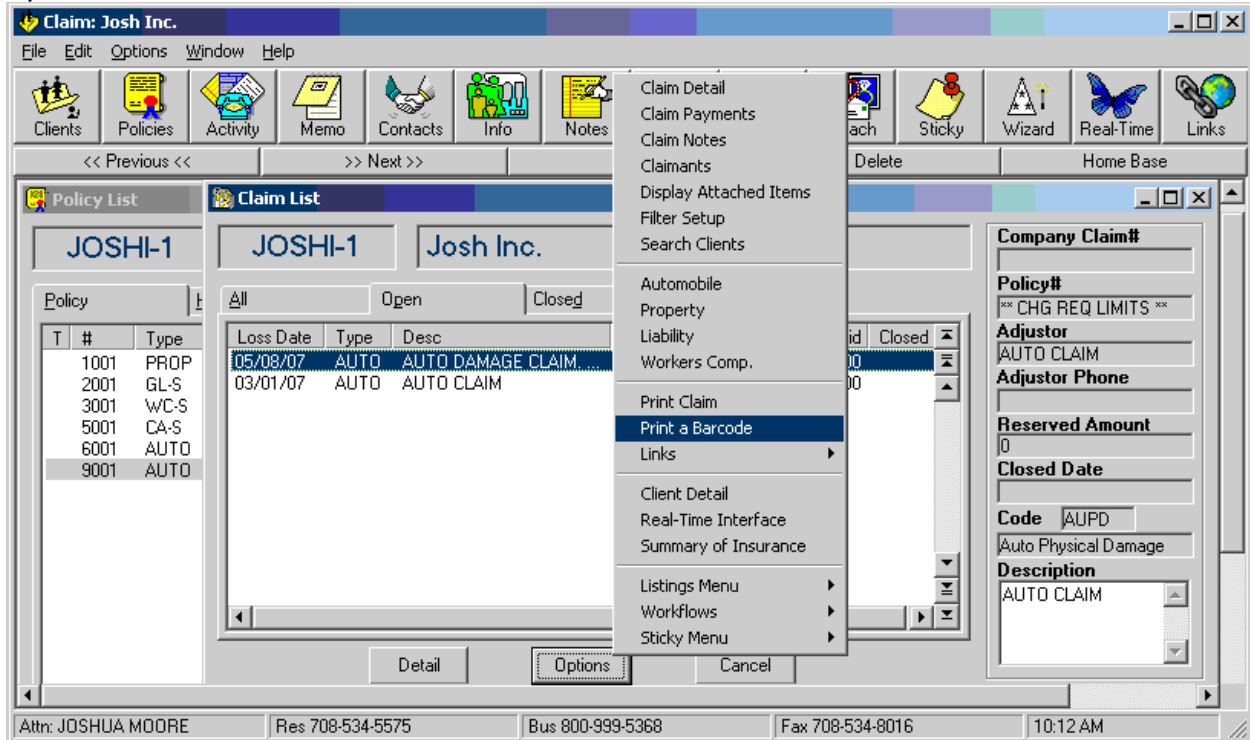 Claim: Josh Inc.
File Edit Options Window Help
Clients Policies Activity Memo Contacts Info Notes ach Sticky Wizard Real-Time Links
<< Previous << >> Next >> Delete Home Base
Policy List
JOSHI-1
Policy
T # Type
1001 PROP
2001 GL-S
3001 WC-S
5001 CA-S
6001 AUTO
9001 AUTO
Claim List
JOSHI-1 Josh Inc.
All Open Closed
Loss Date Type Desc id Closed
05/08/07 AUTO AUTO DAMAGE CLAIM. ... 00
03/01/07 AUTO AUTO CLAIM 00
Detail Options Cancel
Claim Detail
Claim Payments
Claim Notes
Claimants
Display Attached Items
Filter Setup
Search Clients
Automobile
Property
Liability
Workers Comp.
Print Claim
Print a Barcode
Links
Client Detail
Real-Time Interface
Summary of Insurance
Listings Menu
Workflows
Sticky Menu
Company Claim#
Policy#
** CHG REQ LIMITS **
Adjustor
AUTO CLAIM
Adjustor Phone
Reserved Amount
0
Closed Date
Code AUPD
Auto Physical Damage
Description
AUTO CLAIM
Attn: JOSHUA MOORE Res 708-534-5575 Bus 800-999-5368 Fax 708-534-8016 10:12 AM